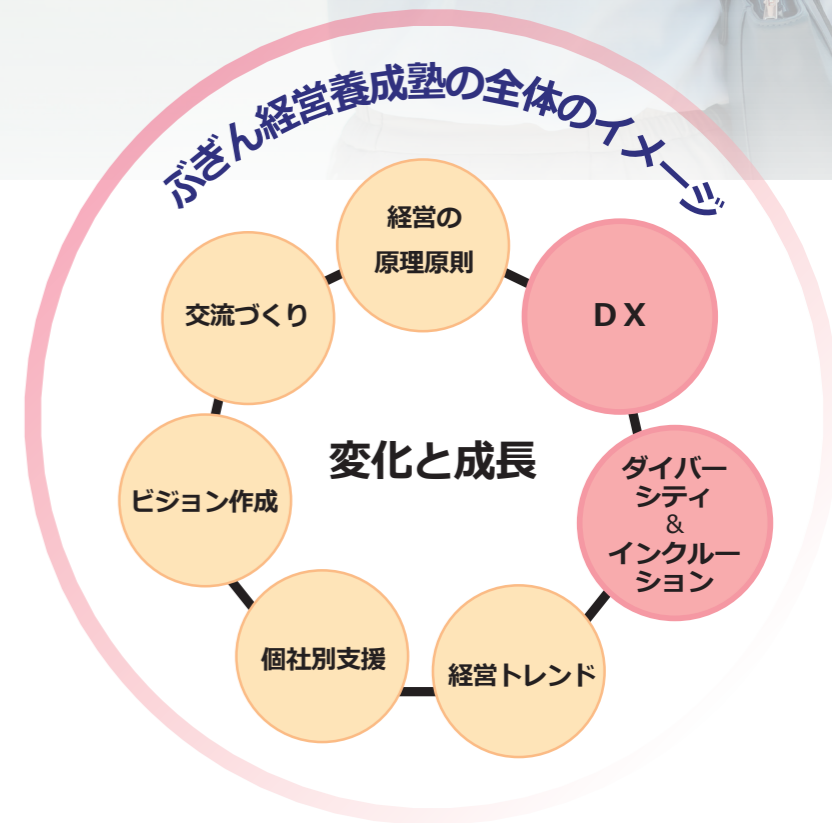 ぶぎん経営養成塾の全体のイメージ
経営の
原理原則
DX
ダイバー
シティ
&
インクルー
ション
経営トレンド
個社別支援
ビジョン作成
交流づくり
変化と成長